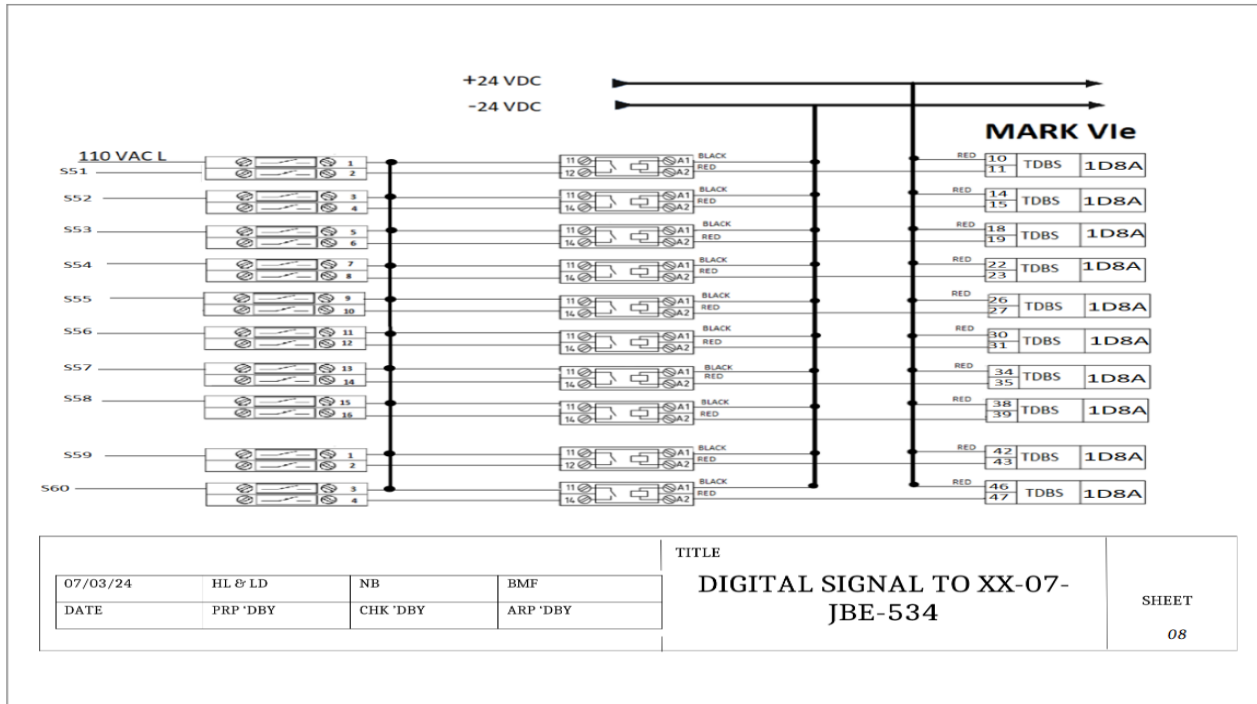 +24 VDC
-24 VDC
MARK VIe
110 VAC L
S51 1 2 11 12 A1 A2 BLACK RED RED 10 11 TDBS 1D8A
S52 3 4 11 14 A1 A2 BLACK RED RED 14 15 TDBS 1D8A
S53 5 6 11 14 A1 A2 BLACK RED RED 18 19 TDBS 1D8A
S54 7 8 11 14 A1 A2 BLACK RED RED 22 23 TDBS 1D8A
S55 9 10 11 14 A1 A2 BLACK RED RED 26 27 TDBS 1D8A
S56 11 12 11 14 A1 A2 BLACK RED RED 30 31 TDBS 1D8A
S57 13 14 11 14 A1 A2 BLACK RED RED 34 35 TDBS 1D8A
S58 15 16 11 14 A1 A2 BLACK RED RED 38 39 TDBS 1D8A
S59 1 2 11 12 A1 A2 BLACK RED RED 42 43 TDBS 1D8A
S60 3 4 11 14 A1 A2 BLACK RED RED 46 47 TDBS 1D8A
07/03/24 HL & LD NB BMF
DATE PRP 'DBY CHK 'DBY ARP 'DBY
TITLE
DIGITAL SIGNAL TO XX-07-
JBE-534
SHEET
08